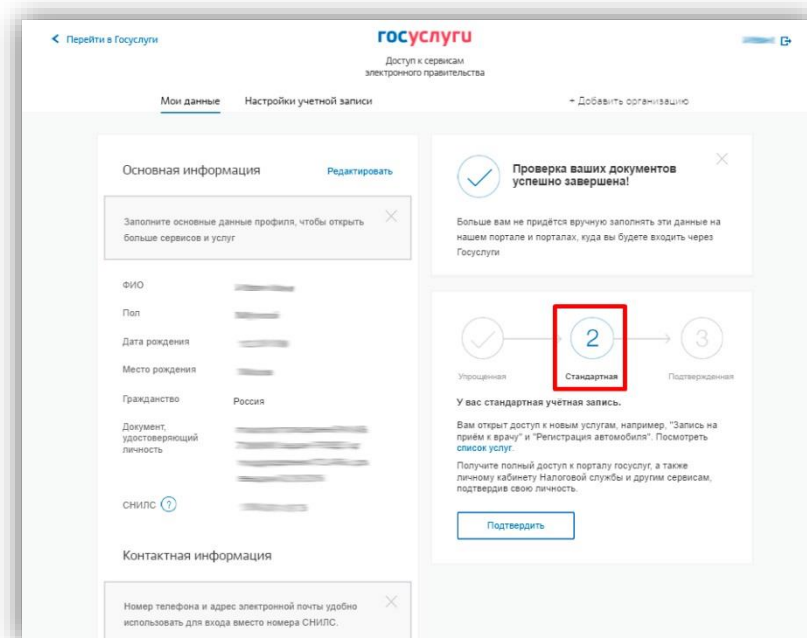 Перейти в Госуслуги
госуслуги
Доступ к сервисам
электронного правительства
Мои данные
Настройки учетной записи
+ Добавить организацию
Основная информация
Редактировать
Заполните основные данные профиля, чтобы открыть
больше сервисов и услуг
ФИО
Пол
Дата рождения
Место рождения
Гражданство
Россия
Документ,
удостоверяющий
личность
СНИЛС ?
Контактная информация
Номер телефона и адрес электронной почты удобно
использовать для входа вместо номера СНИЛС.
Проверка ваших документов
успешно завершена!
Больше вам не придётся вручную заполнять эти данные на
нашем портале и порталах, куда вы будете входить через
Госуслуги
2
3
Упрощенная
Стандартная
Подтвержденная
У вас стандартная учётная запись.
Вам открыт доступ к новым услугам, например, "Запись на
приём к врачу" и "Регистрация автомобиля". Посмотреть
список услуг.
Получите полный доступ к порталу госуслуг, а также
личному кабинету Налоговой службы и другим сервисам,
подтвердив свою личность.
Подтвердить